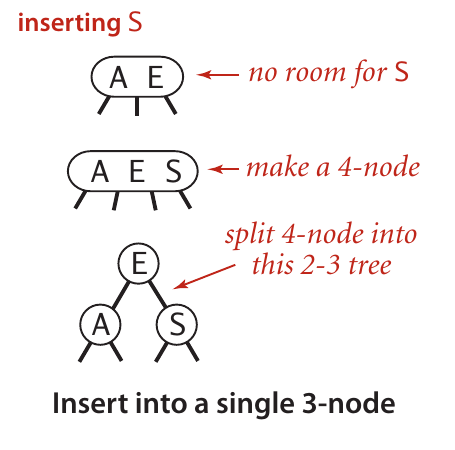 inserting S
A E
no room for S
A E S
make a 4-node
split 4-node into
this 2-3 tree
E
A S
Insert into a single 3-node